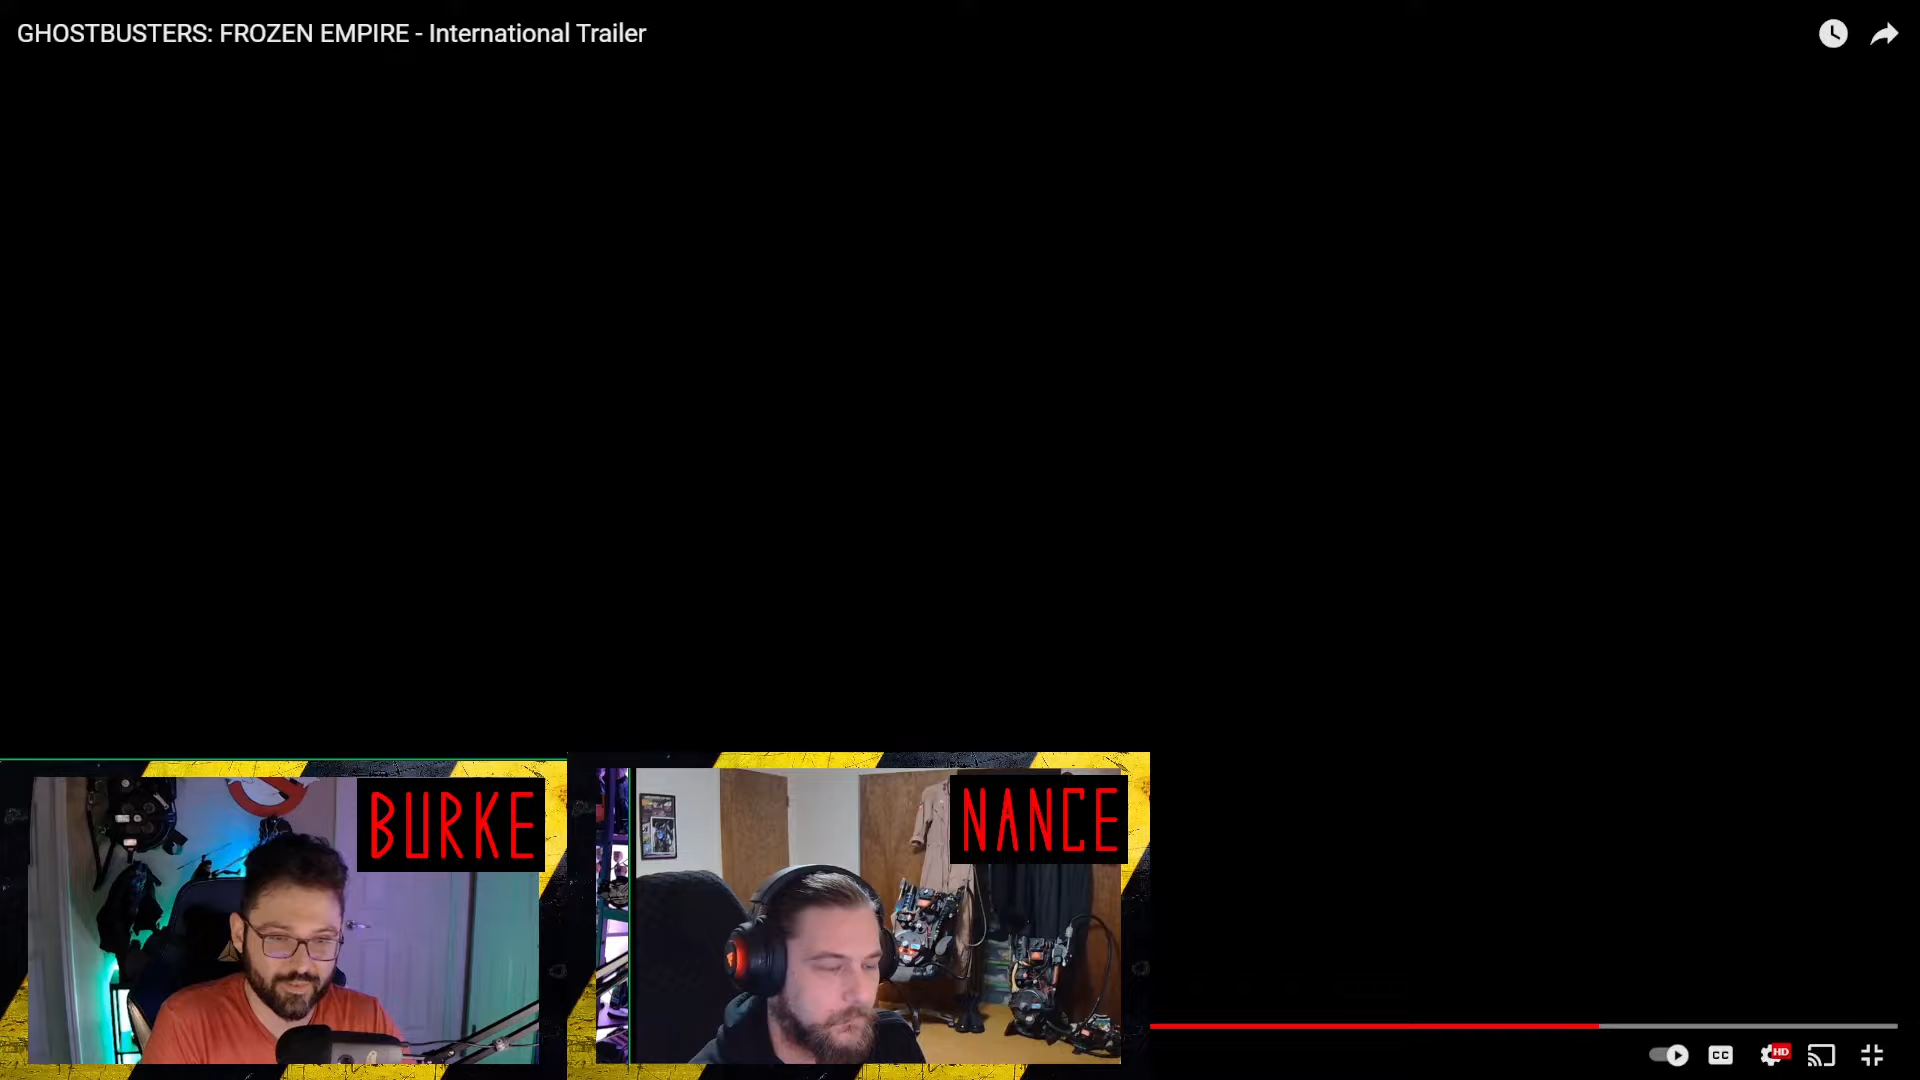 GHOSTBUSTERS: FROZEN EMPIRE - International Trailer
BURKE
NANCE
CC
HD